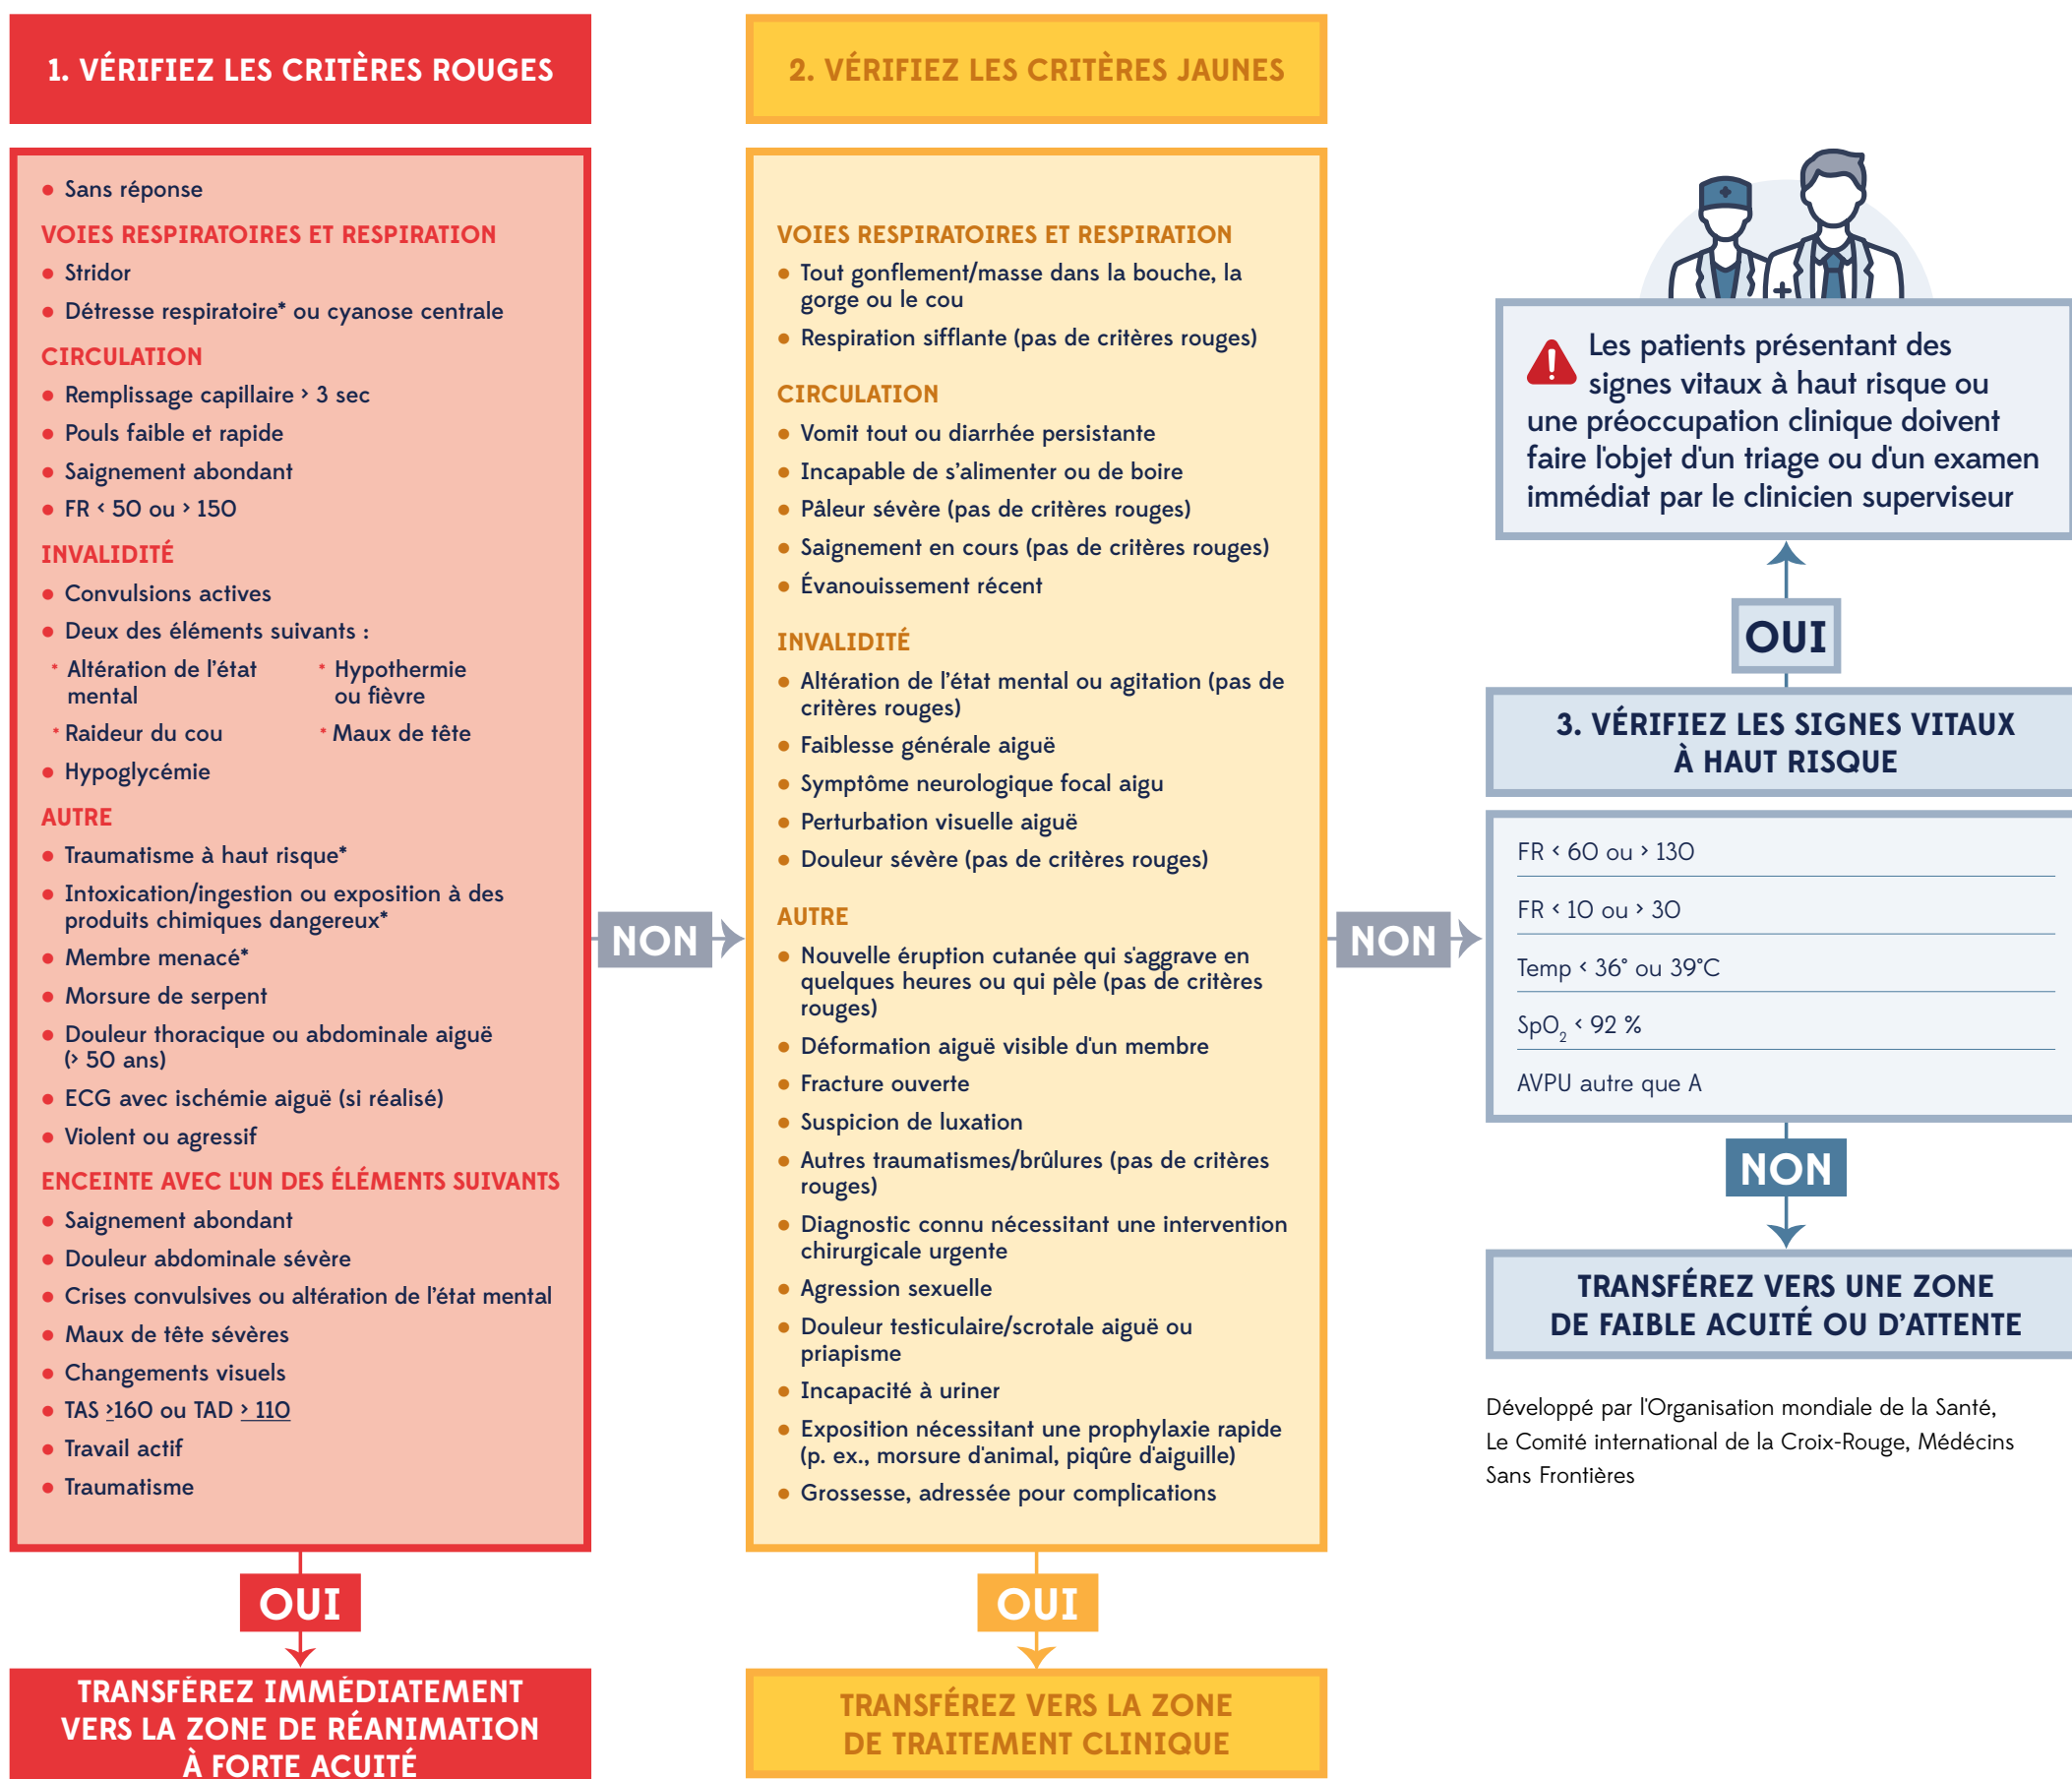 1. VÉRIFIEZ LES CRITÈRES ROUGES
• Sans réponse
VOIES RESPIRATOIRES ET RESPIRATION
• Stridor
• Détresse respiratoire* ou cyanose centrale
CIRCULATION
• Remplissage capillaire > 3 sec
• Pouls faible et rapide
• Saignement abondant
• FR < 50 ou > 150
INVALIDITÉ
• Convulsions actives
• Deux des éléments suivants :
* Altération de l’état
mental
* Hypothermie
ou fièvre
* Raideur du cou
* Maux de tête
• Hypoglycémie
AUTRE
• Traumatisme à haut risque*
• Intoxication/ingestion ou exposition à des
produits chimiques dangereux*
• Membre menacé*
• Morsure de serpent
• Douleur thoracique ou abdominale aiguë
(> 50 ans)
• ECG avec ischémie aiguë (si réalisé)
• Violent ou agressif
ENCEINTE AVEC L'UN DES ÉLÉMENTS SUIVANTS
• Saignement abondant
• Douleur abdominale sévère
• Crises convulsives ou altération de l’état mental
• Maux de tête sévères
• Changements visuels
• TAS >160 ou TAD > 110
• Travail actif
• Traumatisme
OUI
TRANSFÉREZ IMMÉDIATEMENT
VERS LA ZONE DE RÉANIMATION
À FORTE ACUITÉ
NON
2. VÉRIFIEZ LES CRITÈRES JAUNES
VOIES RESPIRATOIRES ET RESPIRATION
• Tout gonflement/masse dans la bouche, la
gorge ou le cou
• Respiration sifflante (pas de critères rouges)
CIRCULATION
• Vomit tout ou diarrhée persistante
• Incapable de s’alimenter ou de boire
• Pâleur sévère (pas de critères rouges)
• Saignement en cours (pas de critères rouges)
• Évanouissement récent
INVALIDITÉ
• Altération de l’état mental ou agitation (pas de
critères rouges)
• Faiblesse générale aiguë
• Symptôme neurologique focal aigu
• Perturbation visuelle aiguë
• Douleur sévère (pas de critères rouges)
AUTRE
• Nouvelle éruption cutanée qui s'aggrave en
quelques heures ou qui pèle (pas de critères
rouges)
• Déformation aiguë visible d'un membre
• Fracture ouverte
• Suspicion de luxation
• Autres traumatismes/brûlures (pas de critères
rouges)
• Diagnostic connu nécessitant une intervention
chirurgicale urgente
• Agression sexuelle
• Douleur testiculaire/scrotale aiguë ou
priapisme
• Incapacité à uriner
• Exposition nécessitant une prophylaxie rapide
(p. ex., morsure d'animal, piqûre d'aiguille)
• Grossesse, adressée pour complications
OUI
TRANSFÉREZ VERS LA ZONE
DE TRAITEMENT CLINIQUE
NON
Les patients présentant des
signes vitaux à haut risque ou
une préoccupation clinique doivent
faire l'objet d'un triage ou d'un examen
immédiat par le clinicien superviseur
OUI
3. VÉRIFIEZ LES SIGNES VITAUX
À HAUT RISQUE
FR < 60 ou > 130
FR < 10 ou > 30
Temp < 36° ou 39°C
SpO₂ < 92 %
AVPU autre que A
NON
TRANSFÉREZ VERS UNE ZONE
DE FAIBLE ACUITÉ OU D’ATTENTE
Développé par l'Organisation mondiale de la Santé,
Le Comité international de la Croix-Rouge, Médécins
Sans Frontières